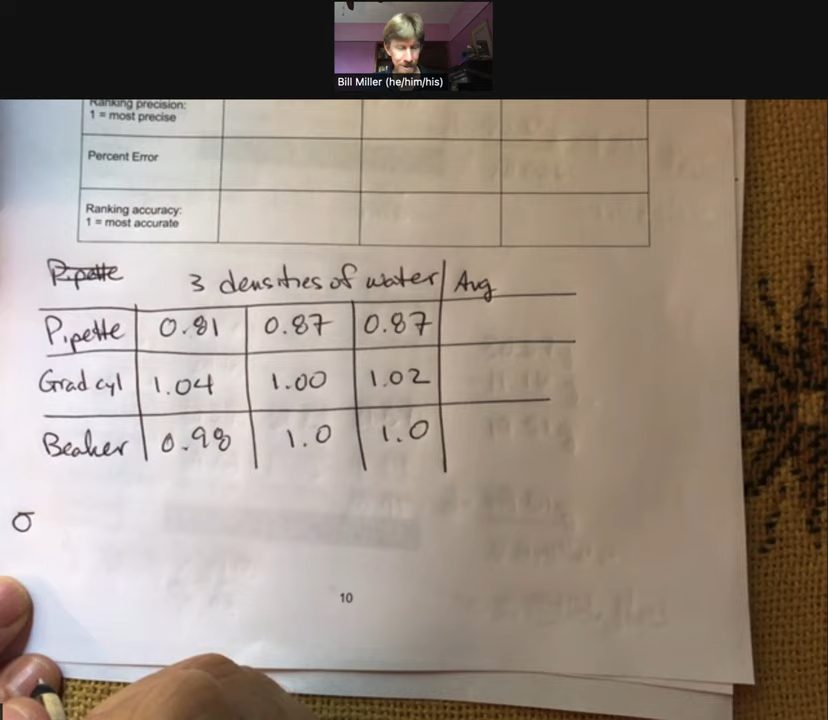 Bill Miller (he/him/his)
Ranking precision:
1 = most precise
Percent Error
Ranking accuracy:
1 = most accurate
3 densities of water Avg
Pipette 0.81 0.87 0.87
Grad cyl 1.04 1.00 1.02
Beaker 0.98 1.0 1.0
σ
10